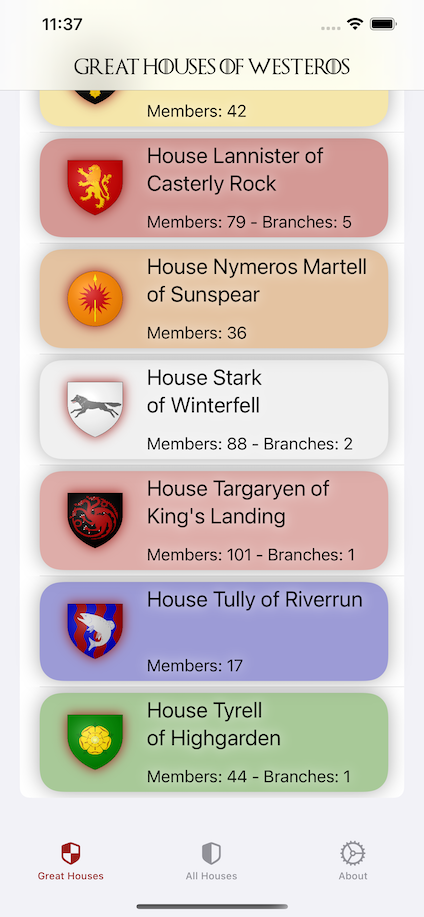 11:37
GREAT HOUSES OF WESTEROS
Members: 42
House Lannister of
Casterly Rock
Members: 79 - Branches: 5
House Nymeros Martell
of Sunspear
Members: 36
House Stark
of Winterfell
Members: 88 - Branches: 2
House Targaryen of
King's Landing
Members: 101 - Branches: 1
House Tully of Riverrun
Members: 17
House Tyrell
of Highgarden
Members: 44 - Branches: 1
Great Houses
All Houses
About